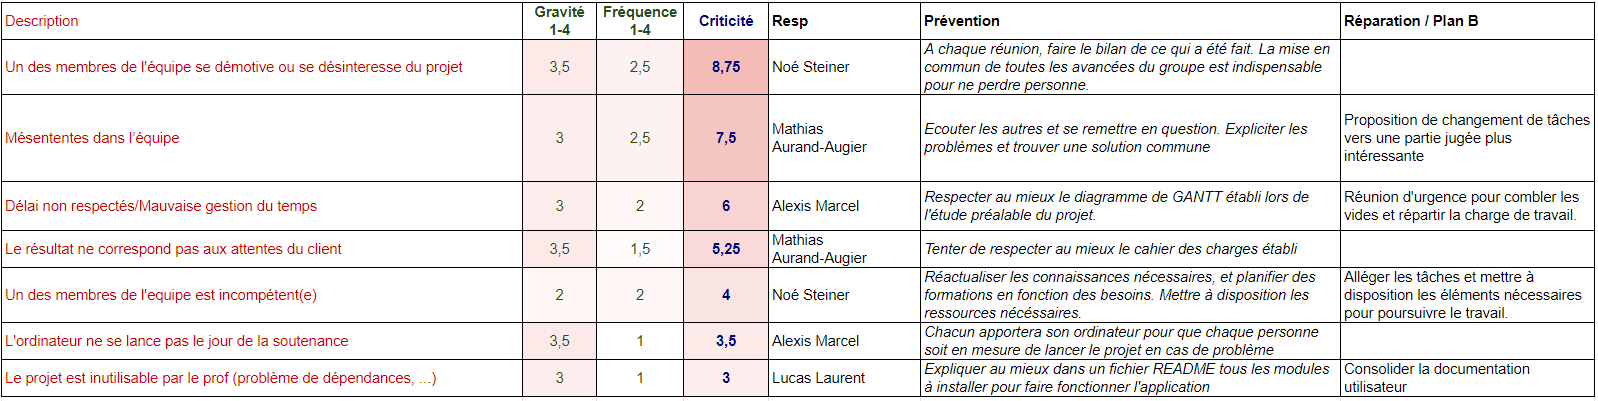 Description Gravité 1-4 Fréquence 1-4 Criticité Resp Prévention Réparation / Plan B
Un des membres de l'équipe se démotive ou se désinteresse du projet 3,5 2,5 8,75 Noé Steiner
A chaque réunion, faire le bilan de ce qui a été fait. La mise en
commun de toutes les avancées du groupe est indispensable
pour ne perdre personne.
Mésententes dans l'équipe 3 2,5 7,5
Mathias
Aurand-Augier
Ecouter les autres et se remettre en question. Expliciter les
problèmes et trouver une solution commune
Proposition de changement de tâches
vers une partie jugée plus
intéressante
Délai non respectés/Mauvaise gestion du temps 3 2 6 Alexis Marcel
Respecter au mieux le diagramme de GANTT établi lors de
l'étude préalable du projet.
Réunion d'urgence pour combler les
vides et répartir la charge de travail.
Le résultat ne correspond pas aux attentes du client 3,5 1,5 5,25
Mathias
Aurand-Augier
Tenter de respecter au mieux le cahier des charges établi
Un des membres de l'equipe est incompétent(e) 2 2 4 Noé Steiner
Réactualiser les connaissances nécessaires, et planifier des
formations en fonction des besoins. Mettre à disposition les
ressources nécéssaires.
Alléger les tâches et mettre à
disposition les éléments nécessaires
pour poursuivre le travail.
L'ordinateur ne se lance pas le jour de la soutenance 3,5 1 3,5 Alexis Marcel
Chacun apportera son ordinateur pour que chaque personne
soit en mesure de lancer le projet en cas de problème
Le projet est inutilisable par le prof (problème de dépendances, ...) 3 1 3 Lucas Laurent
Expliquer au mieux dans un fichier README tous les modules
à installer pour faire fonctionner l'application
Consolider la documentation
utilisateur